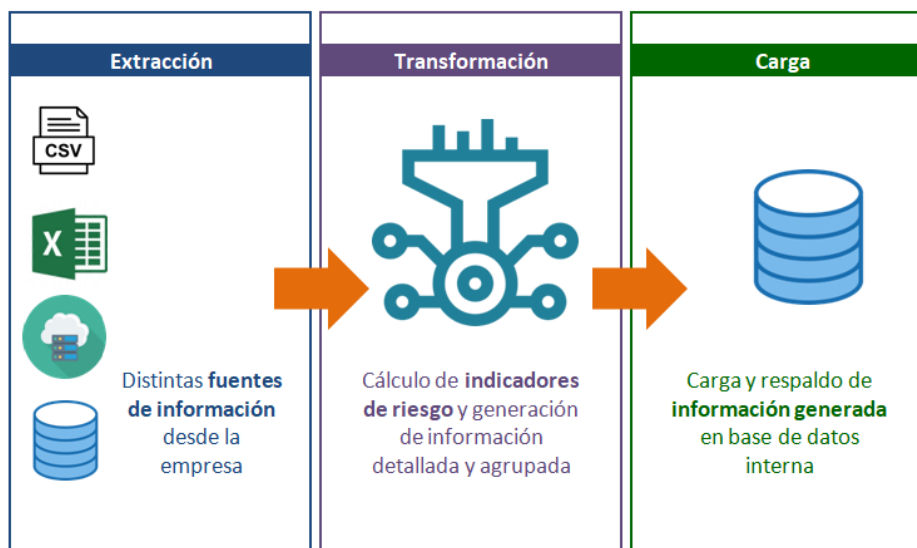 Extracción
CSV
X
Distintas fuentes
de información
desde la
empresa
Transformación
Cálculo de indicadores
de riesgo y generación
de información
detallada y agrupada
Carga
Carga y respaldo de
información generada
en base de datos
interna